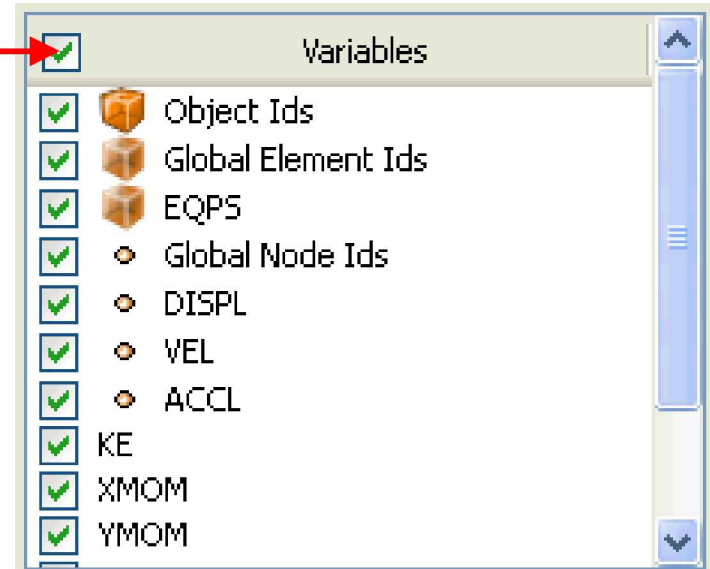 Variables
Object Ids
Global Element Ids
EQPS
Global Node Ids
DISPL
VEL
ACCL
KE
XMOM
YMOM